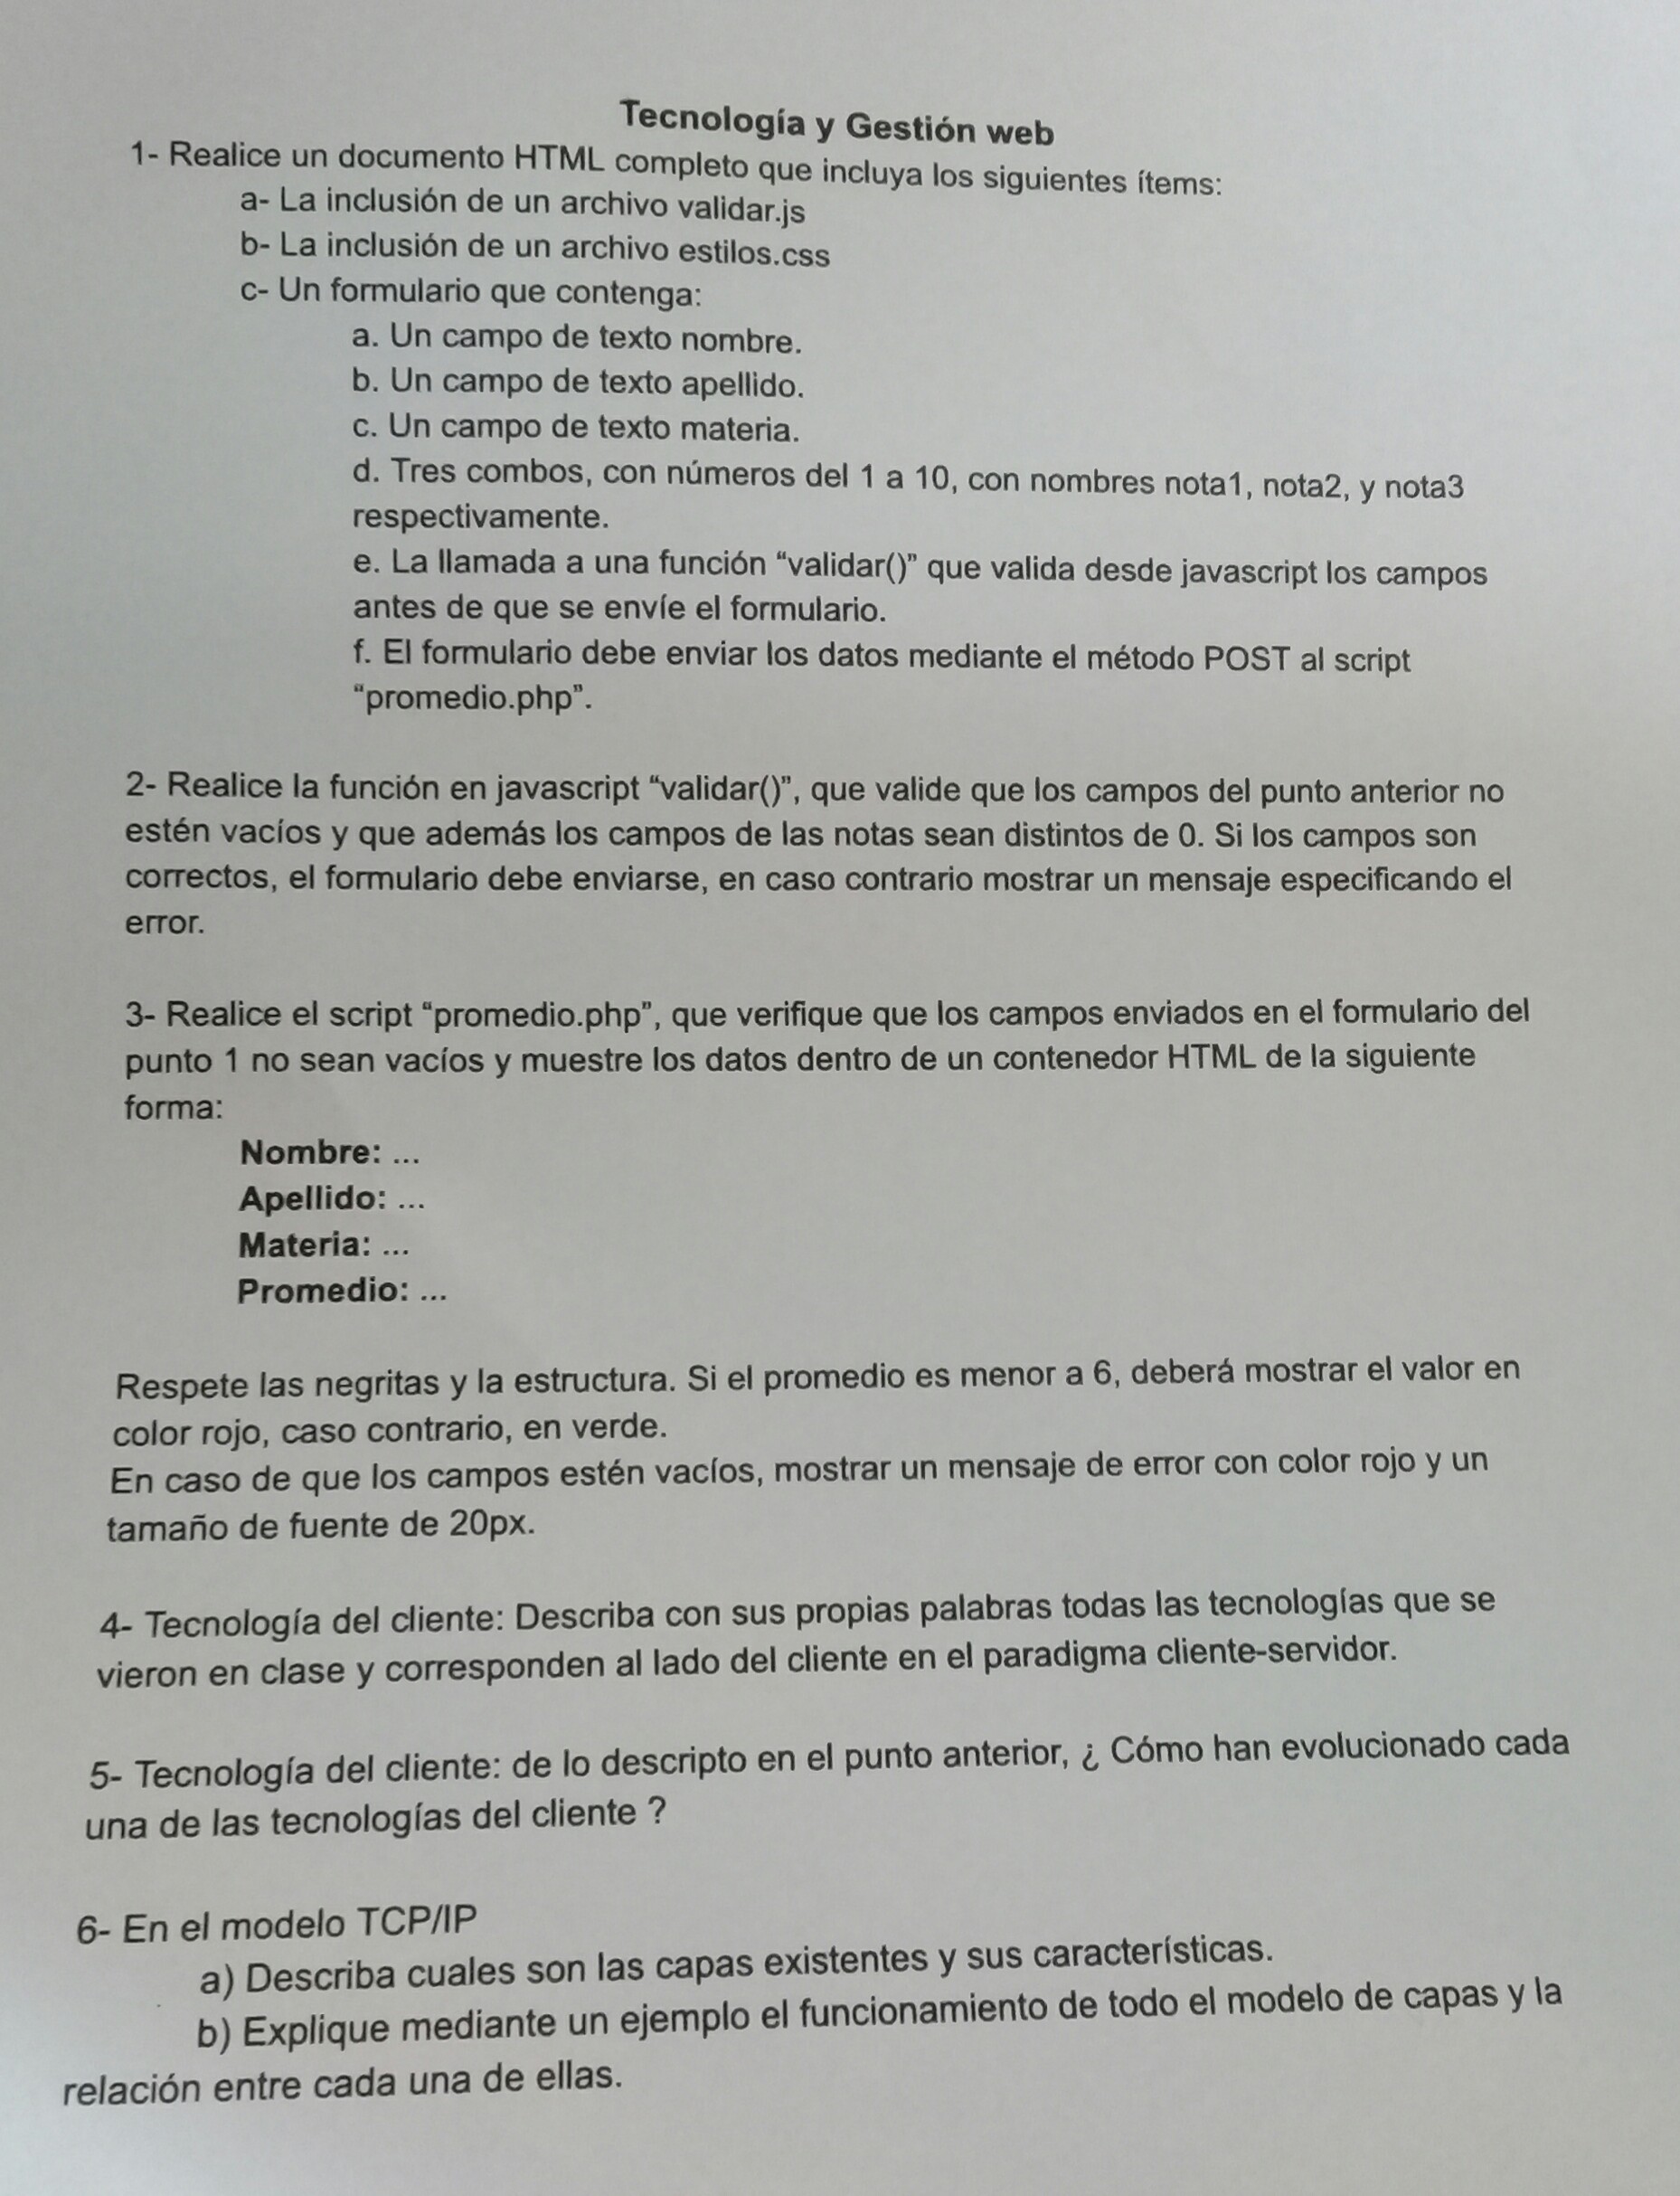 Tecnología y Gestión web
1- Realice un documento HTML completo que incluya los siguientes ítems:
a- La inclusión de un archivo validar.js
b- La inclusión de un archivo estilos.css
c- Un formulario que contenga:
a. Un campo de texto nombre.
b. Un campo de texto apellido.
c. Un campo de texto materia.
d. Tres combos, con números del 1 a 10, con nombres nota1, nota2, y nota3
respectivamente.
e. La llamada a una función “validar()” que valida desde javascript los campos
antes de que se envíe el formulario.
f. El formulario debe enviar los datos mediante el método POST al script
“promedio.php”.
2- Realice la función en javascript “validar()”, que valide que los campos del punto anterior no
estén vacíos y que además los campos de las notas sean distintos de 0. Si los campos son
correctos, el formulario debe enviarse, en caso contrario mostrar un mensaje especificando el
error.
3- Realice el script “promedio.php”, que verifique que los campos enviados en el formulario del
punto 1 no sean vacíos y muestre los datos dentro de un contenedor HTML de la siguiente
forma:
Nombre: ...
Apellido: ...
Materia: ...
Promedio: ...
Respete las negritas y la estructura. Si el promedio es menor a 6, deberá mostrar el valor en
color rojo, caso contrario, en verde.
En caso de que los campos estén vacíos, mostrar un mensaje de error con color rojo y un
tamaño de fuente de 20px.
4- Tecnología del cliente: Describa con sus propias palabras todas las tecnologías que se
vieron en clase y corresponden al lado del cliente en el paradigma cliente-servidor.
5- Tecnología del cliente: de lo descripto en el punto anterior, ¿ Cómo han evolucionado cada
una de las tecnologías del cliente ?
6- En el modelo TCP/IP
a) Describa cuales son las capas existentes y sus características.
b) Explique mediante un ejemplo el funcionamiento de todo el modelo de capas y la
relación entre cada una de ellas.